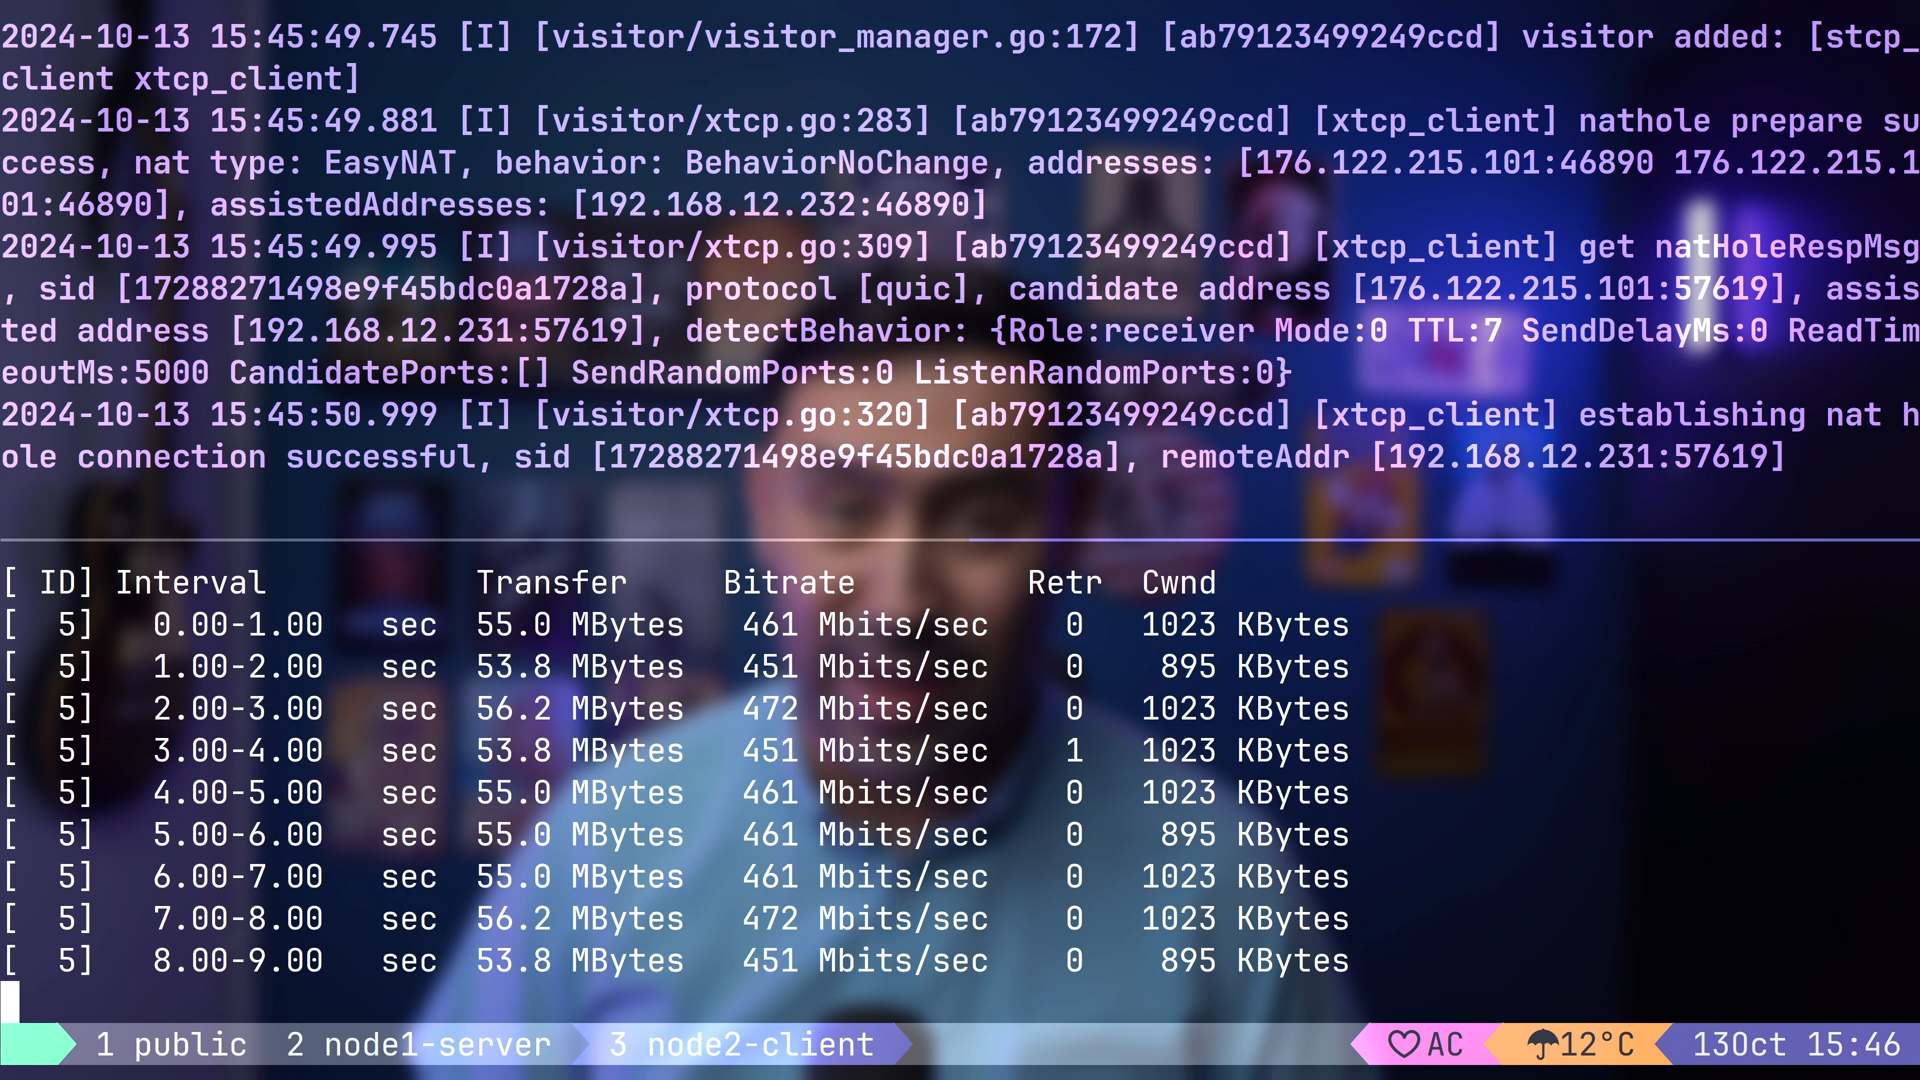 2024-10-13 15:45:49.745 [I] [visitor/visitor_manager.go:172] [ab79123499249ccd] visitor added: [stcp_
client xtcp_client]
2024-10-13 15:45:49.881 [I] [visitor/xtcp.go:283] [ab79123499249ccd] [xtcp_client] nathole prepare su
ccess, nat type: EasyNAT, behavior: BehaviorNoChange, addresses: [176.122.215.101:46890 176.122.215.1
01:46890], assistedAddresses: [192.168.12.232:46890]
2024-10-13 15:45:49.995 [I] [visitor/xtcp.go:309] [ab79123499249ccd] [xtcp_client] get natHoleRespMsg
, sid [17288271498e9f45bdc0a1728a], protocol [quic], candidate address [176.122.215.101:57619], assis
ted address [192.168.12.231:57619], detectBehavior: {Role:receiver Mode:0 TTL:7 SendDelayMs:0 ReadTim
eoutMs:5000 CandidatePorts:[] SendRandomPorts:0 ListenRandomPorts:0}
2024-10-13 15:45:50.999 [I] [visitor/xtcp.go:320] [ab79123499249ccd] [xtcp_client] establishing nat h
ole connection successful, sid [17288271498e9f45bdc0a1728a], remoteAddr [192.168.12.231:57619]
[ ID] Interval Transfer Bitrate Retr Cwnd
[ 5] 0.00-1.00 sec 55.0 MBytes 461 Mbits/sec 0 1023 KBytes
[ 5] 1.00-2.00 sec 53.8 MBytes 451 Mbits/sec 0 895 KBytes
[ 5] 2.00-3.00 sec 56.2 MBytes 472 Mbits/sec 0 1023 KBytes
[ 5] 3.00-4.00 sec 53.8 MBytes 451 Mbits/sec 1 1023 KBytes
[ 5] 4.00-5.00 sec 55.0 MBytes 461 Mbits/sec 0 1023 KBytes
[ 5] 5.00-6.00 sec 55.0 MBytes 461 Mbits/sec 0 895 KBytes
[ 5] 6.00-7.00 sec 55.0 MBytes 461 Mbits/sec 0 1023 KBytes
[ 5] 7.00-8.00 sec 56.2 MBytes 472 Mbits/sec 0 1023 KBytes
[ 5] 8.00-9.00 sec 53.8 MBytes 451 Mbits/sec 0 895 KBytes
1 public 2 node1-server 3 node2-client ♡ AC ☂12°C 13Oct 15:46